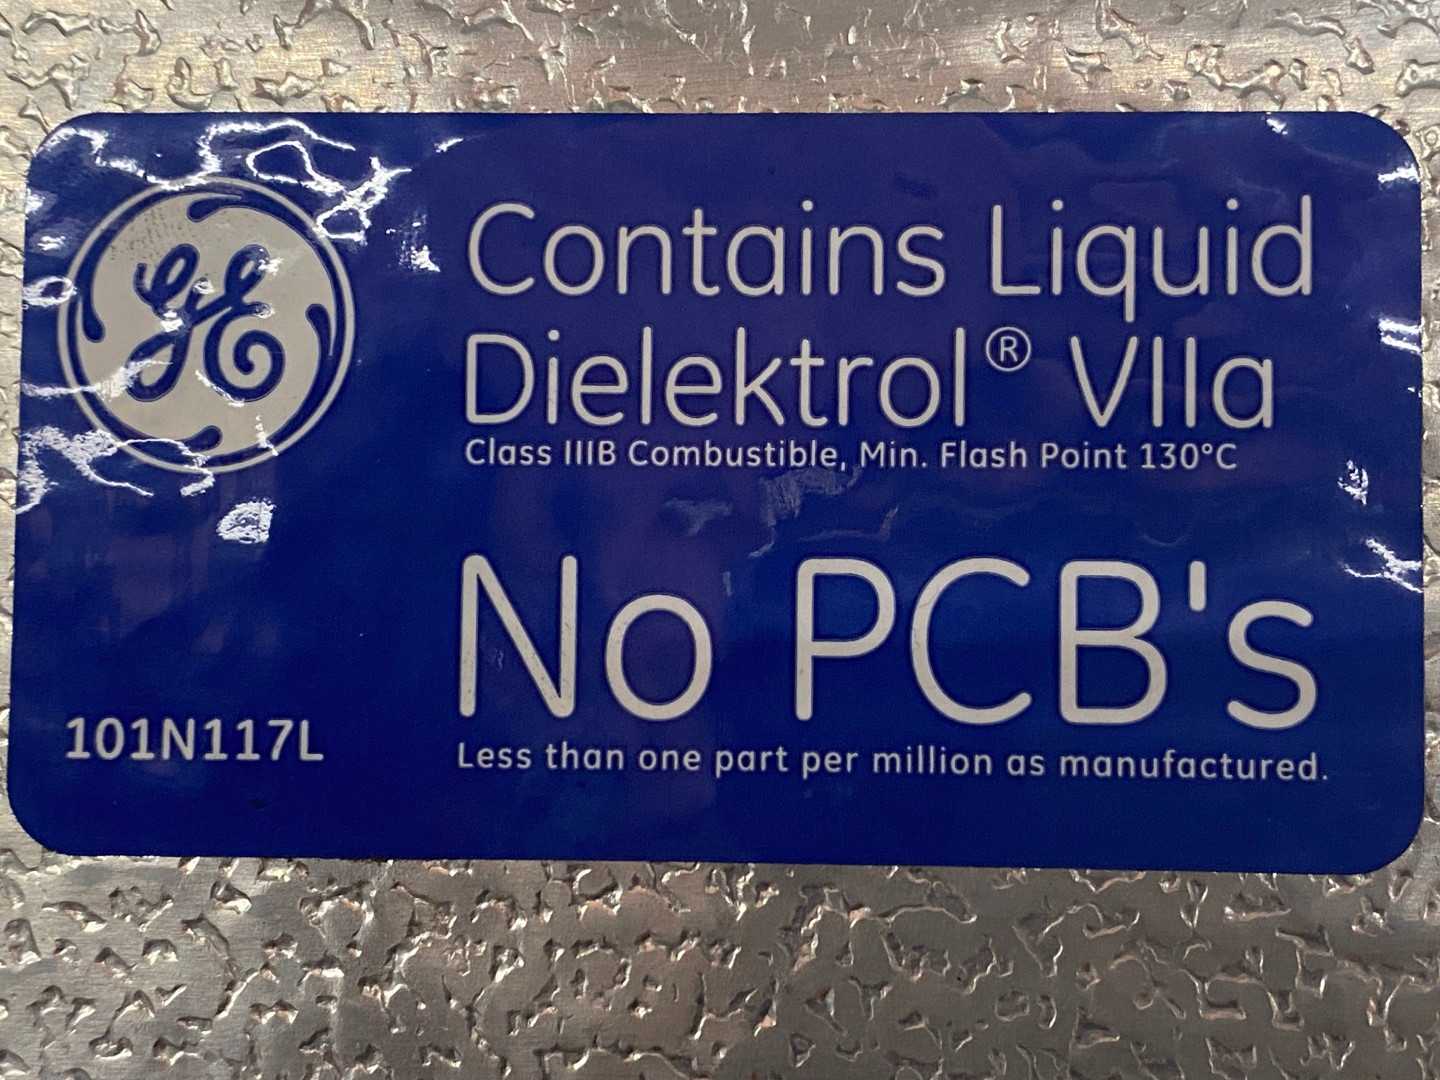 GE
Contains Liquid
Dielektrol® VIIa
Class IIIB Combustible, Min. Flash Point 130°C
No PCB's
Less than one part per million as manufactured.
101N117L